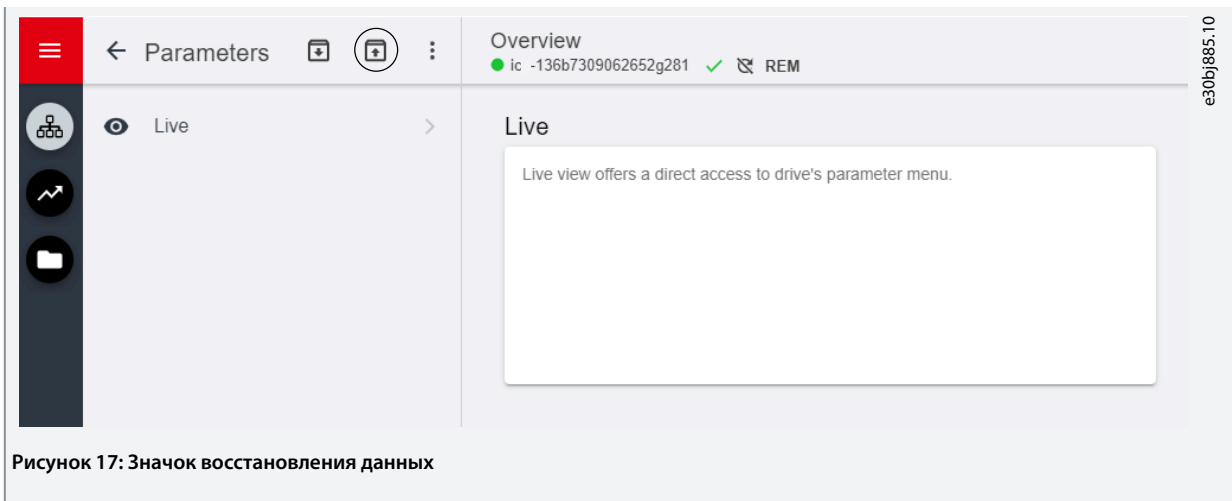 Parameters
Overview
ic -136b7309062652g281 REM
Live
Live
Live view offers a direct access to drive's parameter menu.
e30bj885.10
Рисунок 17: Значок восстановления данных